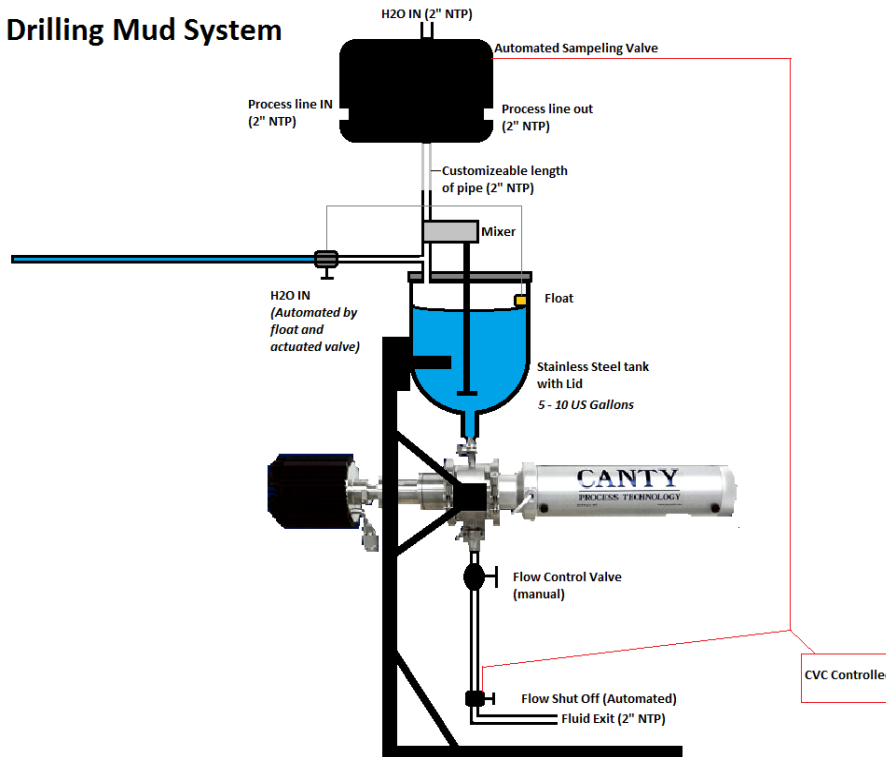 Drilling Mud System
H2O IN (2" NTP)
Automated Sampeling Valve
Process line IN
(2" NTP)
Process line out
(2" NTP)
Customizeable length
of pipe (2" NTP)
Mixer
H2O IN
(Automated by
float and
actuated valve)
Float
Stainless Steel tank
with Lid
5 - 10 US Gallons
CANTY
PROCESS TECHNOLOGY
Flow Control Valve
(manual)
CVC Controlled
Flow Shut Off (Automated)
Fluid Exit (2" NTP)